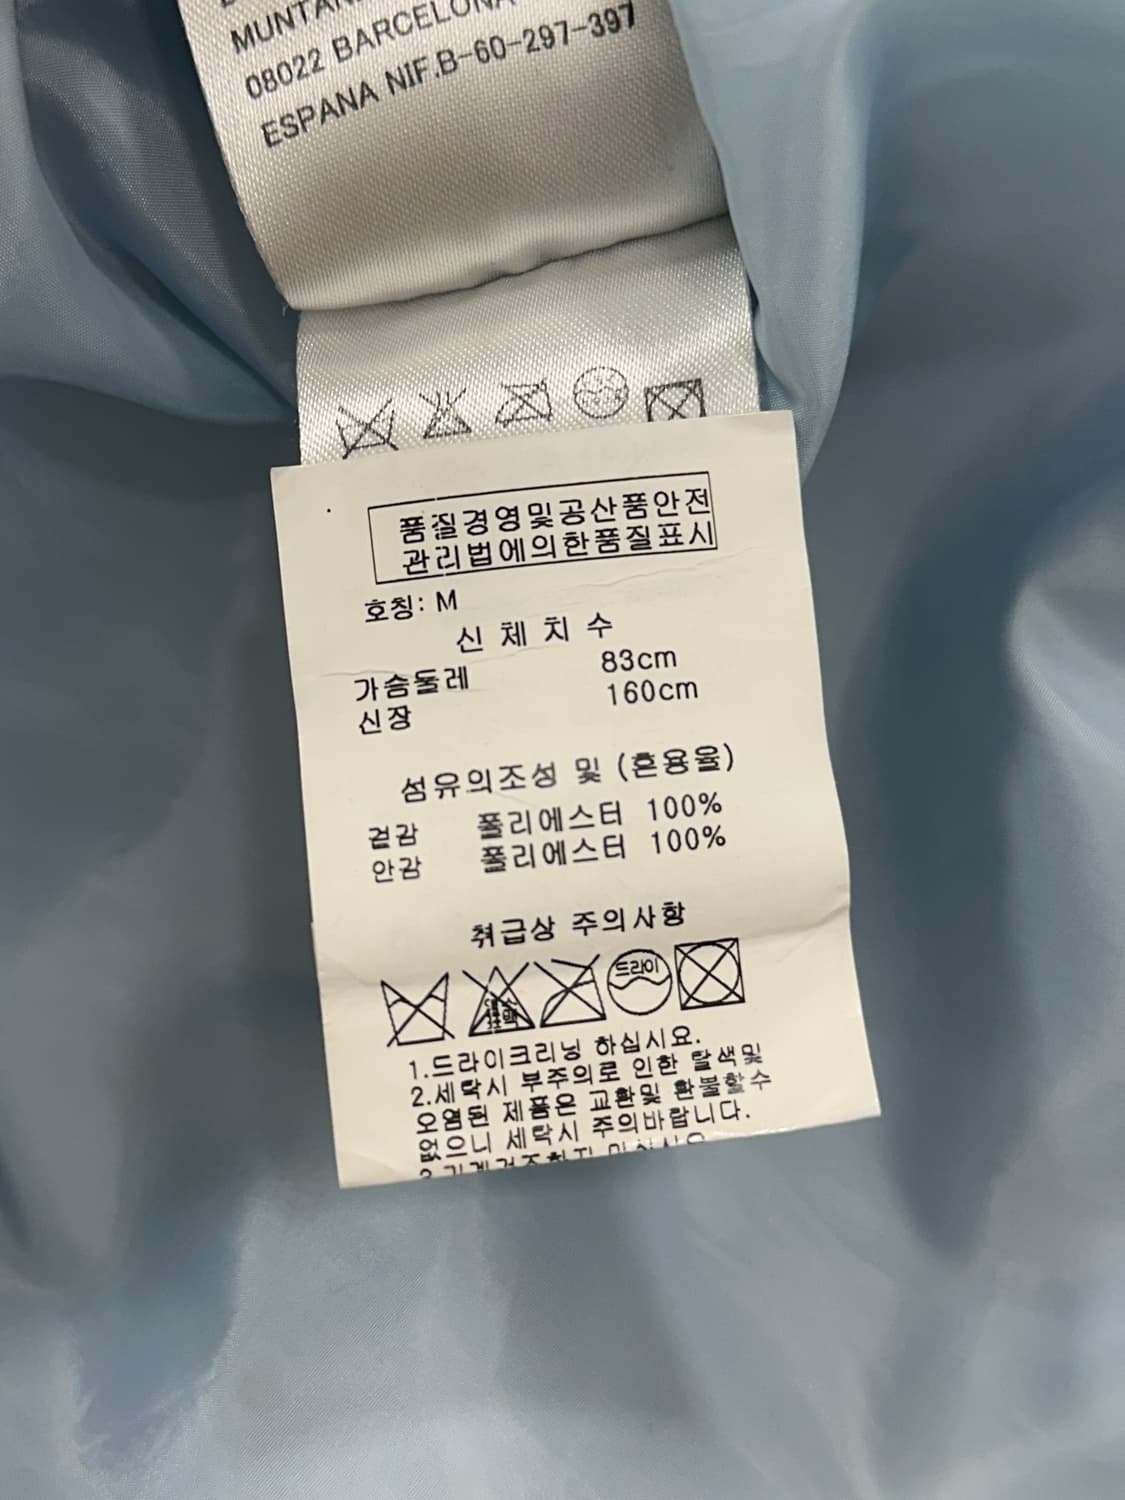 08022 BARCELONA
ESPANA NIF.B-60-297-397
품질경영및공산품안전
관리법에의한품질표시
호칭: M
신 체 치 수
가슴둘레 83cm
신장 160cm
섬유의조성 및 (혼용율)
겉감 폴리에스터 100%
안감 폴리에스터 100%
취급상 주의사항
드라이
1.드라이크리닝 하십시요.
2.세탁시 부주의로 인한 탈색및
오염된 제품은 교환및 환불할수
없으니 세탁시 주의바랍니다.